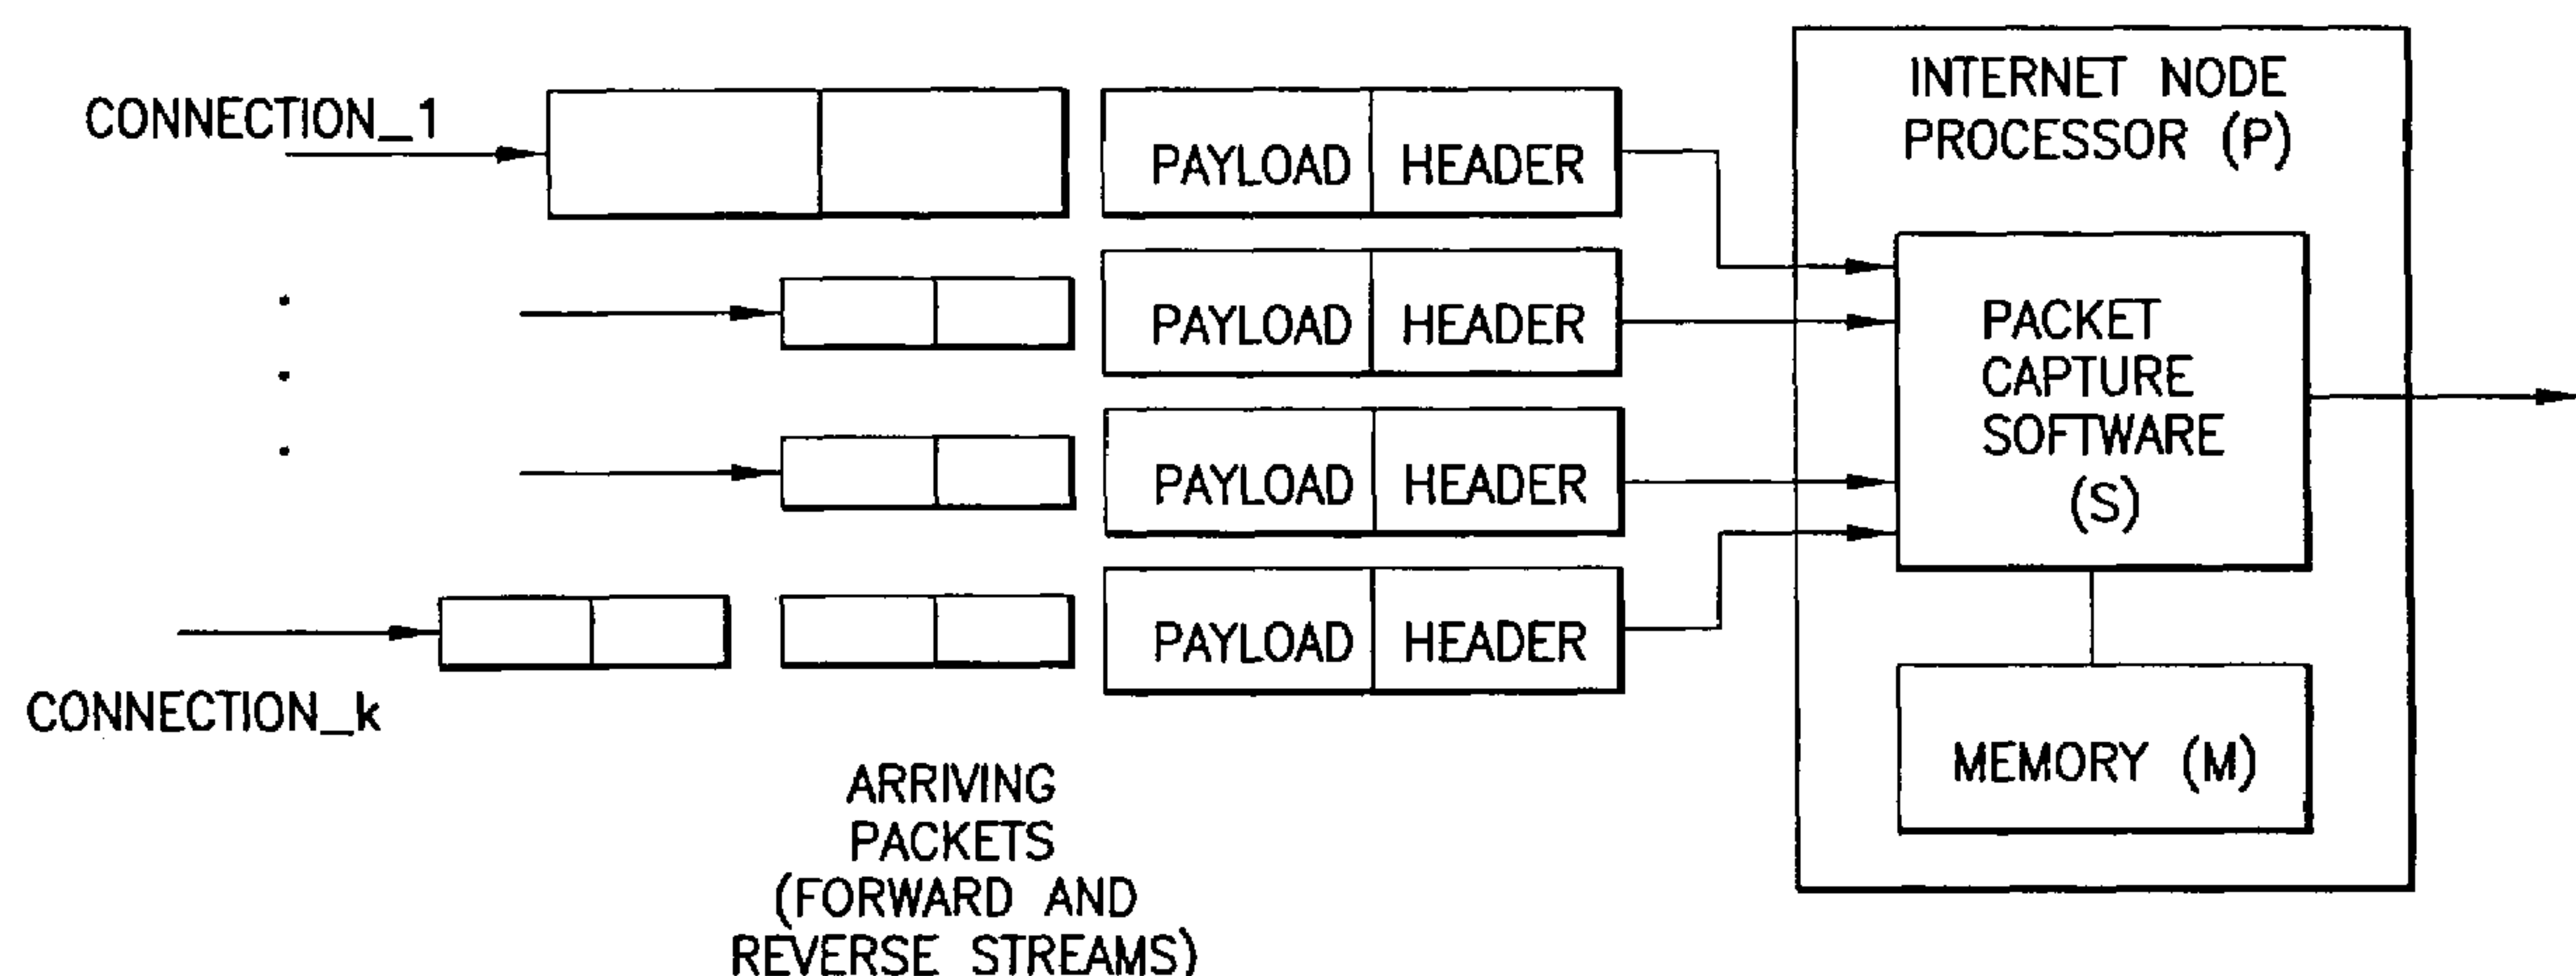 CONNECTION_1
PAYLOAD HEADER
PAYLOAD HEADER
PAYLOAD HEADER
PAYLOAD HEADER
CONNECTION_k
ARRIVING
PACKETS
(FORWARD AND
REVERSE STREAMS)
INTERNET NODE
PROCESSOR (P)
PACKET
CAPTURE
SOFTWARE
(S)
MEMORY (M)